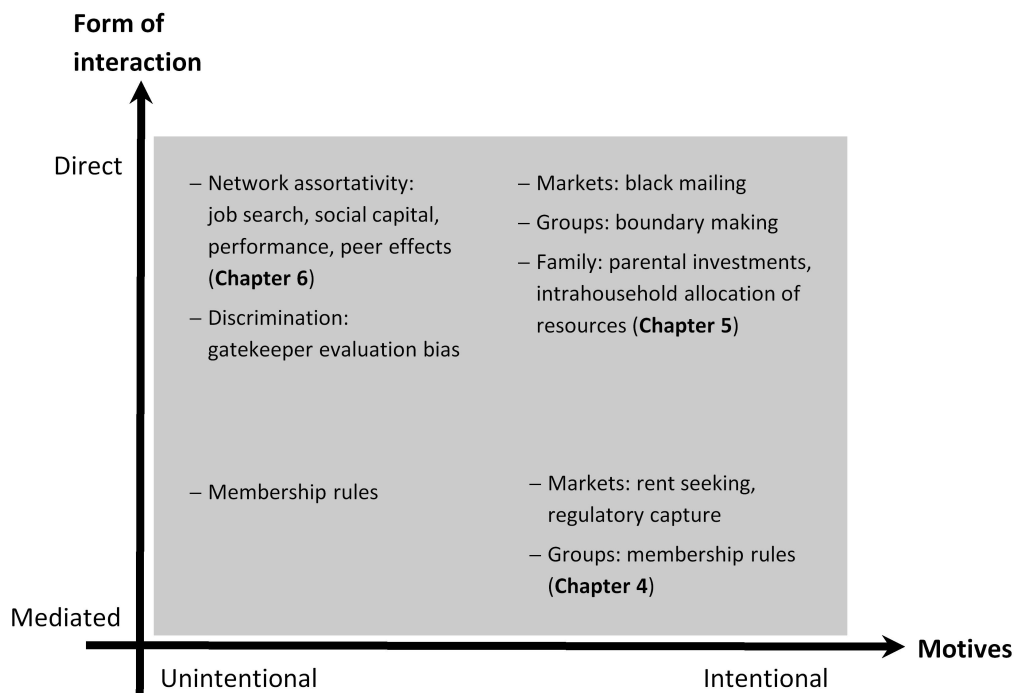 Form of
interaction
Direct
– Network assortativity:
job search, social capital,
performance, peer effects
(Chapter 6)
– Discrimination:
gatekeeper evaluation bias
– Markets: black mailing
– Groups: boundary making
– Family: parental investments,
intrahousehold allocation of
resources (Chapter 5)
– Membership rules
– Markets: rent seeking,
regulatory capture
– Groups: membership rules
(Chapter 4)
Mediated
Motives
Unintentional
Intentional